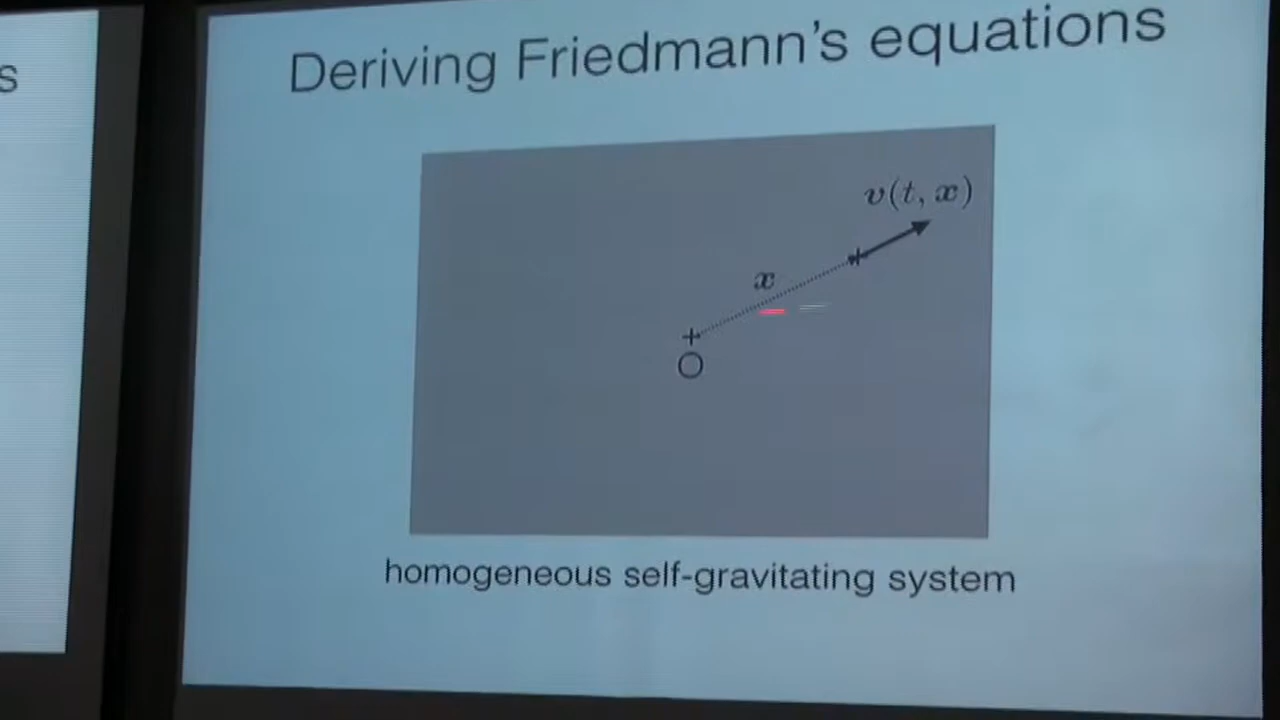 s
Deriving Friedmann's equations
v(t, x)
x
O
homogeneous self-gravitating system